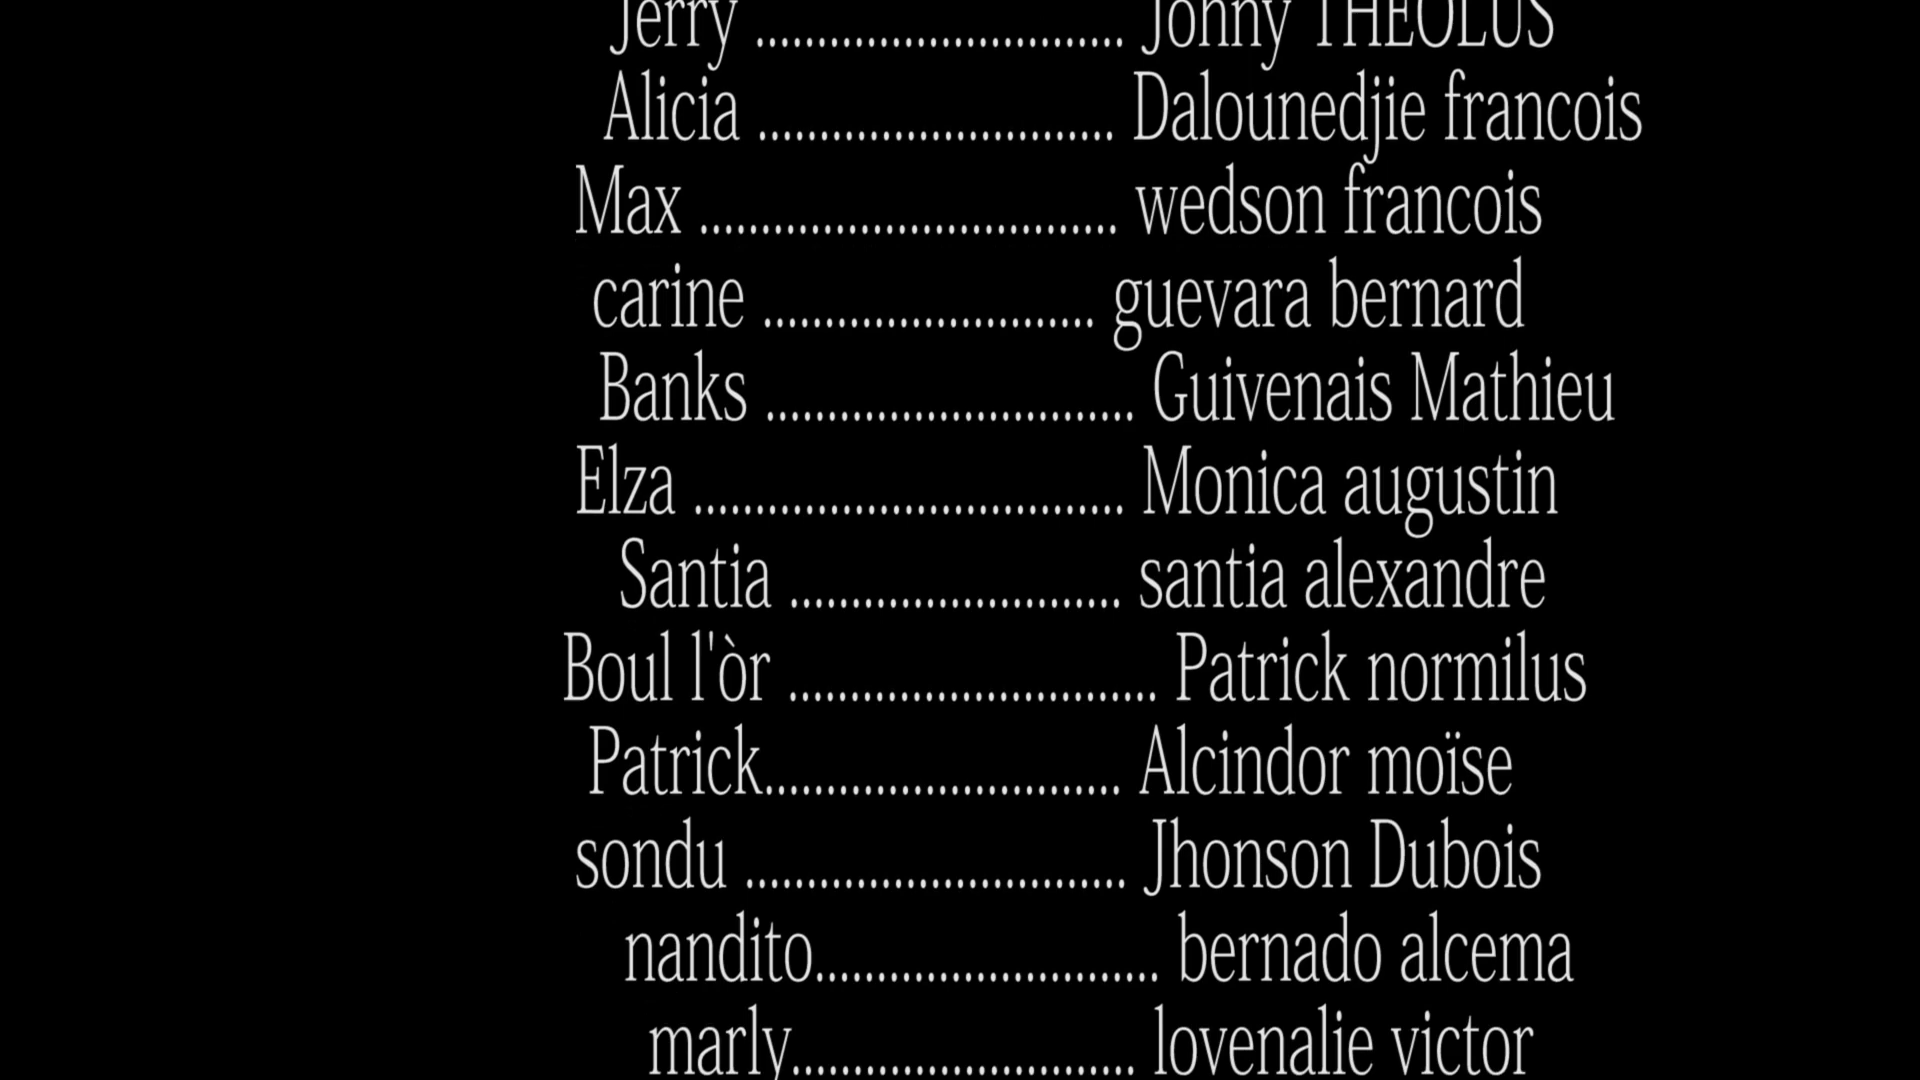 Jerry .............................. Jonny THEOLUS
Alicia ............................. Dalounedjie francois
Max .................................. wedson francois
carine ........................... guevara bernard
Banks .............................. Guivenais Mathieu
Elza ................................... Monica augustin
Santia ........................... santia alexandre
Boul l'òr .............................. Patrick normilus
Patrick............................. Alcindor moïse
sondu ............................... Jhonson Dubois
nandito............................ bernado alcema
marly............................ lovenalie victor